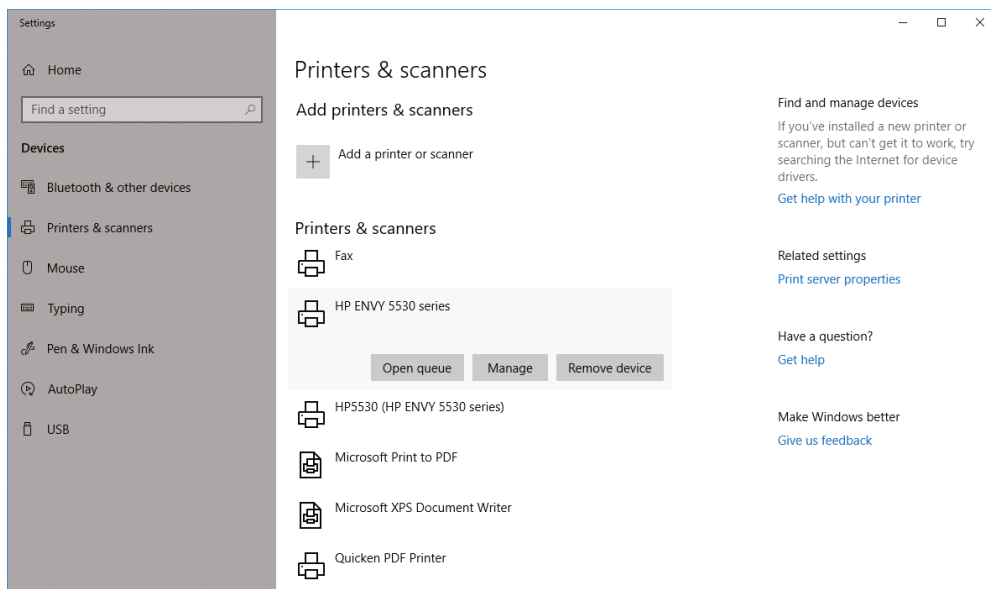 Settings
Home
Find a setting
Devices
Bluetooth & other devices
Printers & scanners
Mouse
Typing
Pen & Windows Ink
AutoPlay
USB
Printers & scanners
Add printers & scanners
Add a printer or scanner
Printers & scanners
Fax
HP ENVY 5530 series
Open queue
Manage
Remove device
HP5530 (HP ENVY 5530 series)
Microsoft Print to PDF
Microsoft XPS Document Writer
Quicken PDF Printer
Find and manage devices
If you've installed a new printer or
scanner, but can't get it to work, try
searching the Internet for device
drivers.
Get help with your printer
Related settings
Print server properties
Have a question?
Get help
Make Windows better
Give us feedback